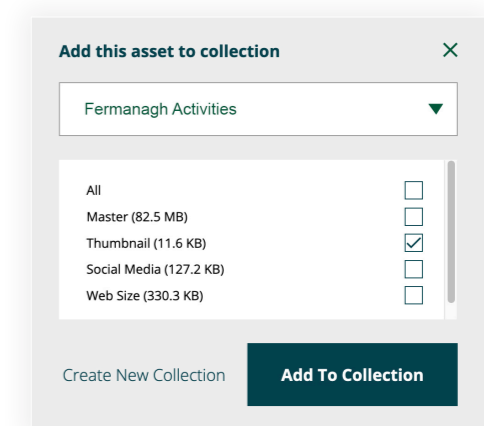 Add this asset to collection
Fermanagh Activities
All
Master (82.5 MB)
Thumbnail (11.6 KB)
Social Media (127.2 KB)
Web Size (330.3 KB)
Create New Collection
Add To Collection